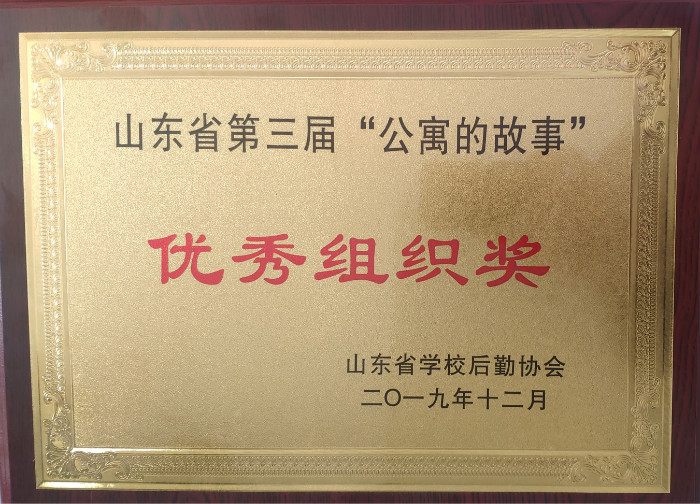 山东省第三届“公寓的故事”
优秀组织奖
山东省学校后勤协会
二〇一九年十二月